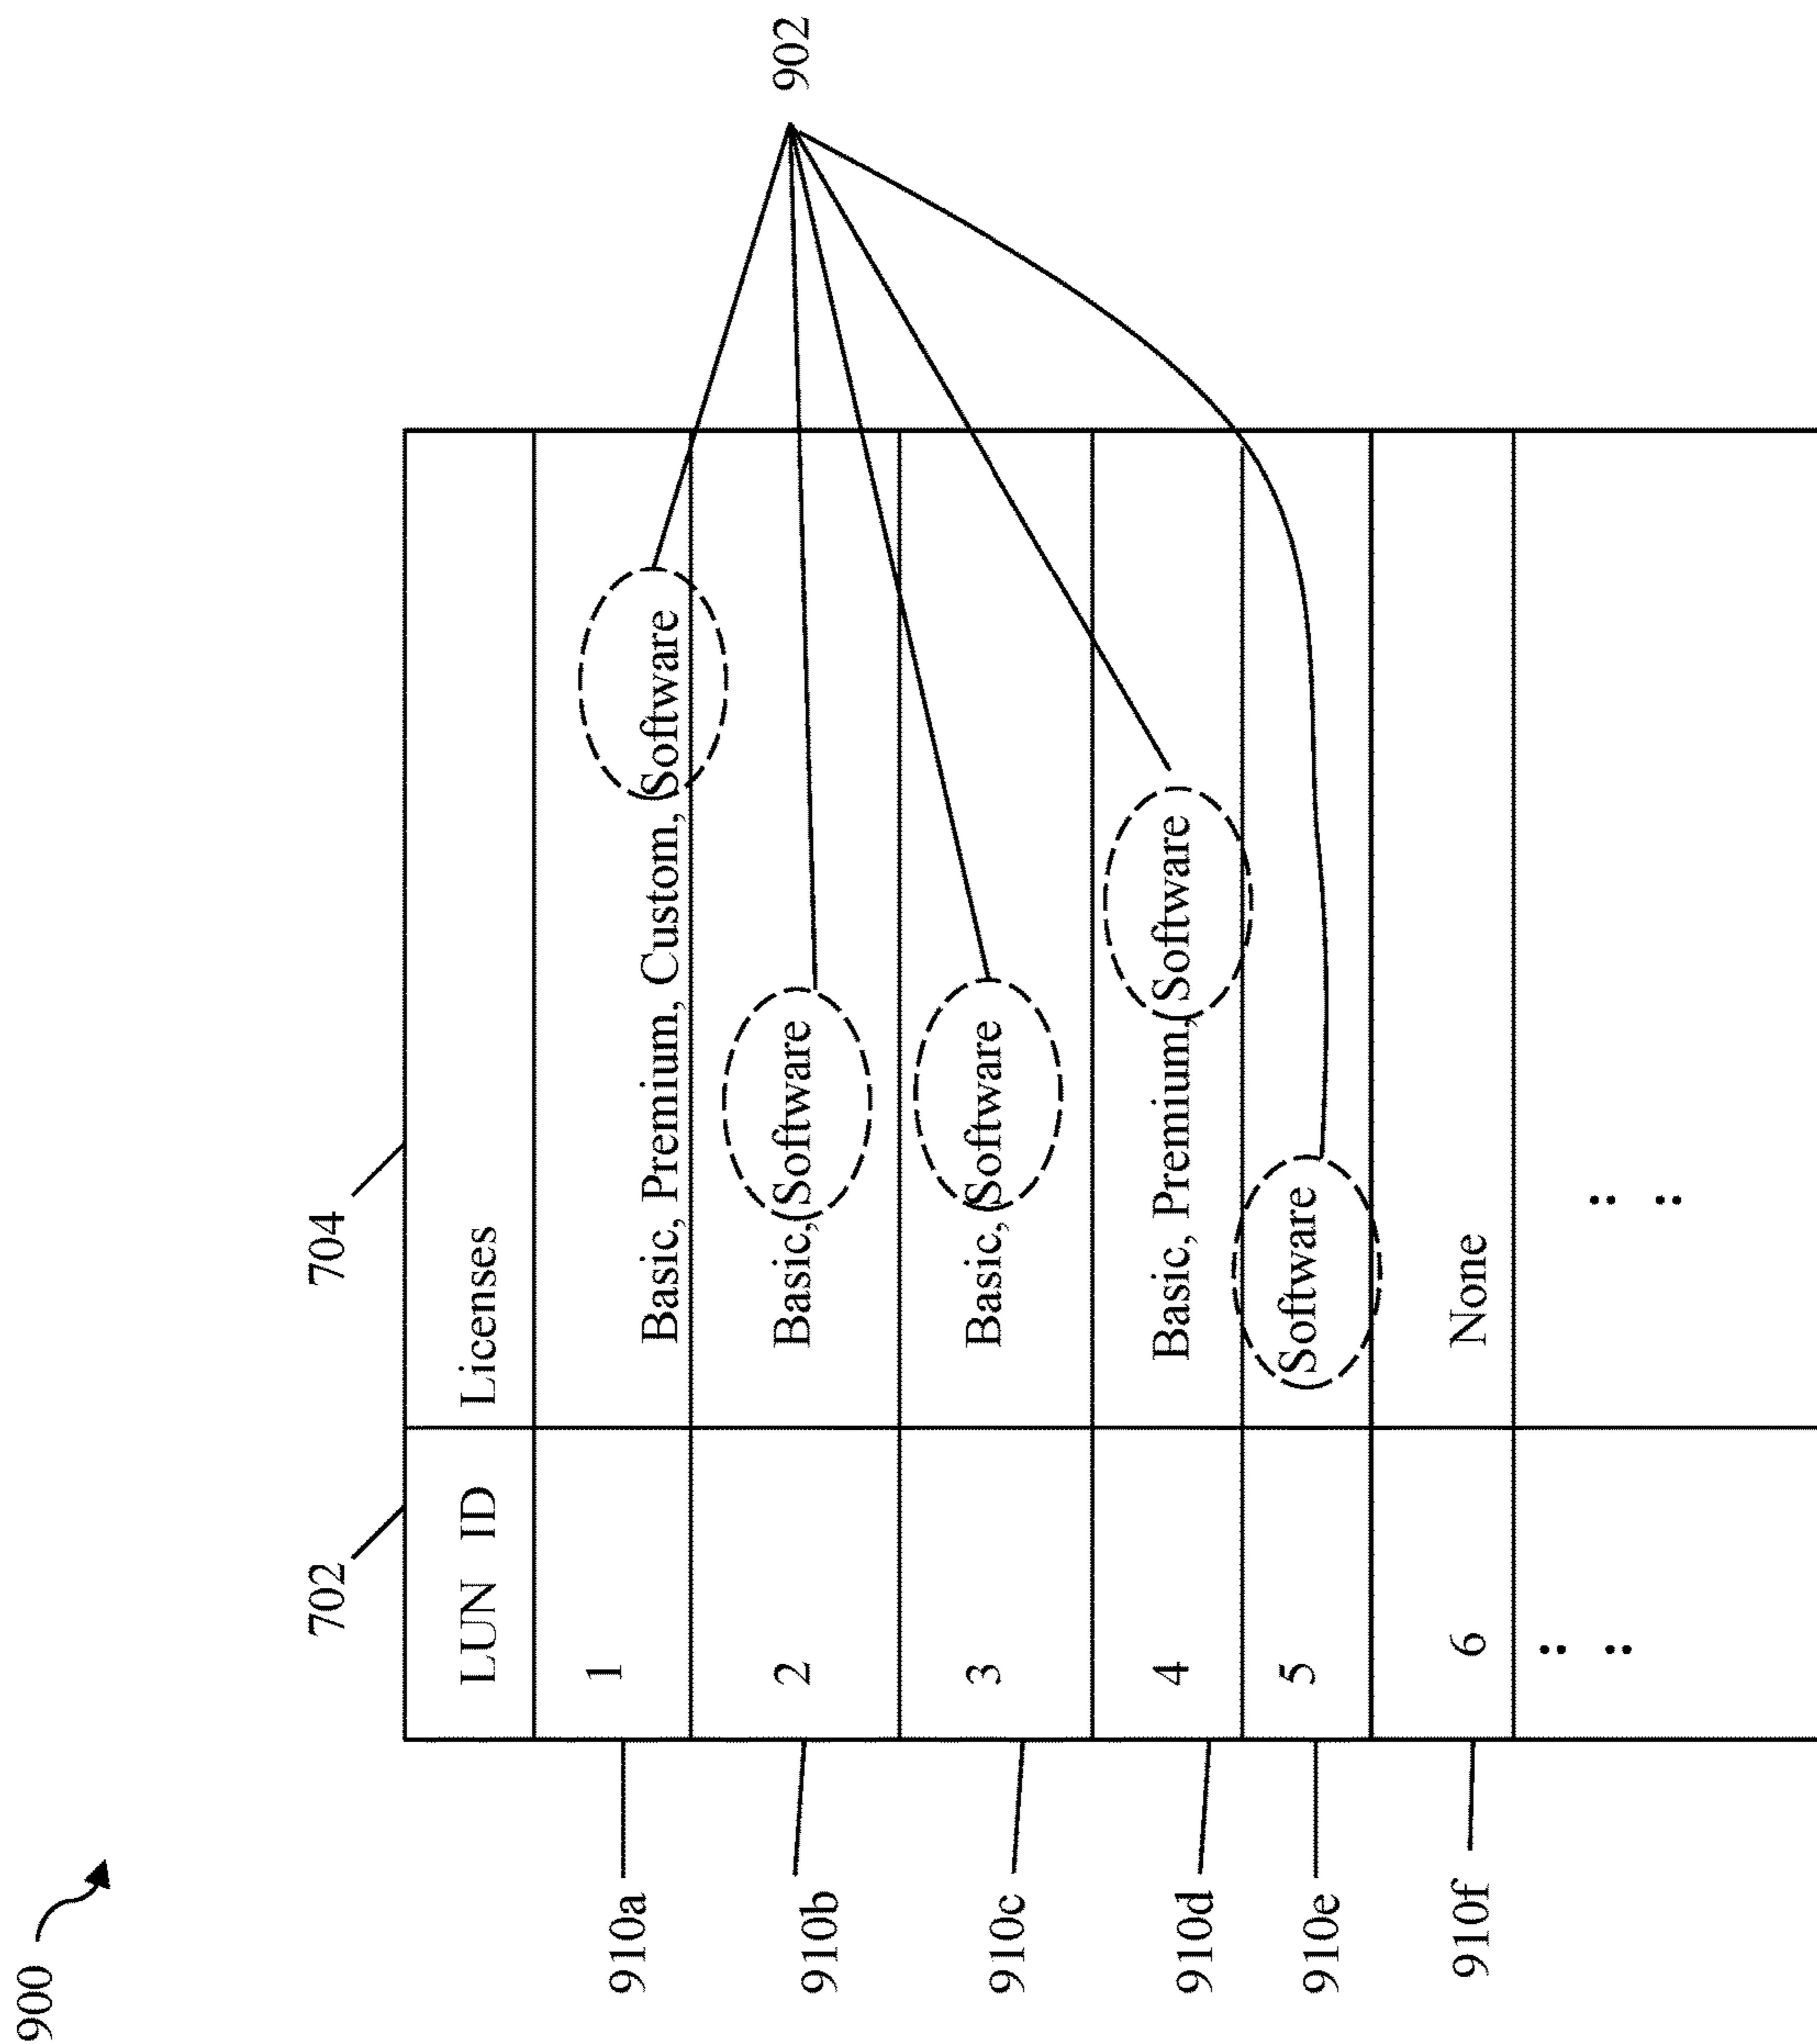 900
702
704
LUN ID
Licenses
910a
1
Basic, Premium, Custom, Software
902
910b
2
Basic, Software
910c
3
Basic, Software
910d
4
Basic, Premium, Software
910e
5
Software
910f
6
None